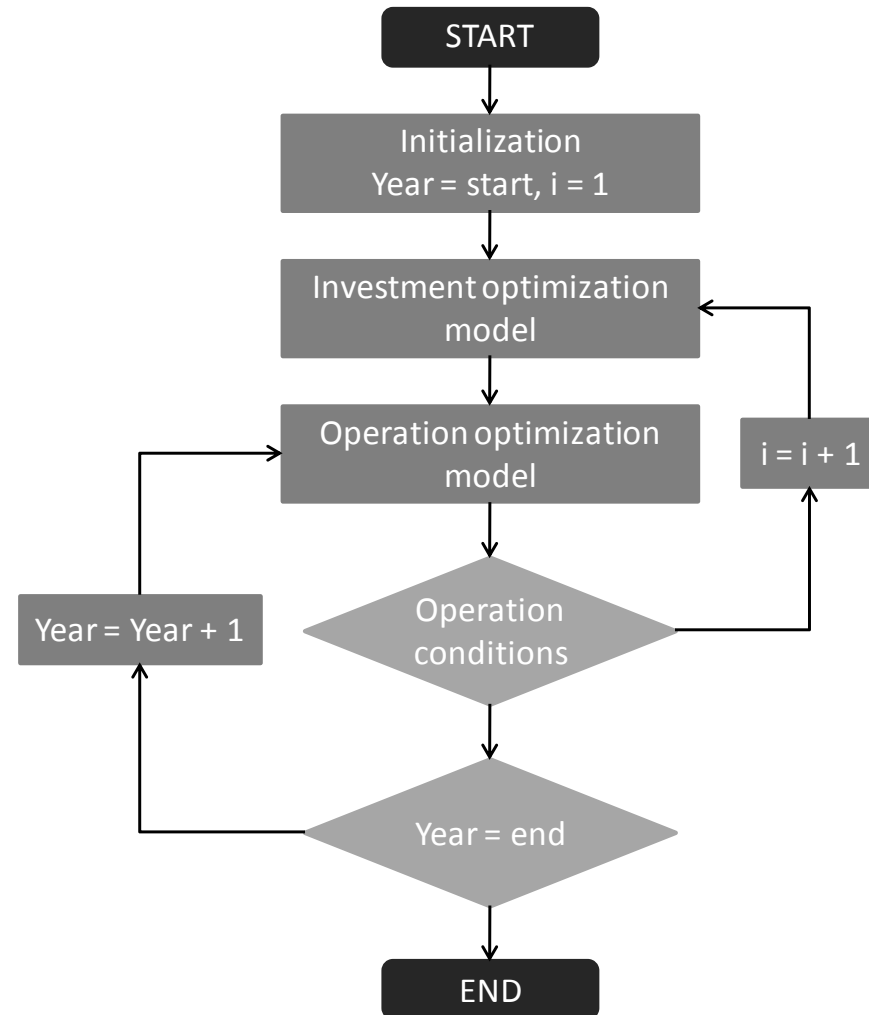 START
Initialization
Year = start, i = 1
Investment optimization
model
Operation optimization
model
i = i + 1
Operation
conditions
Year = Year + 1
Year = end
END